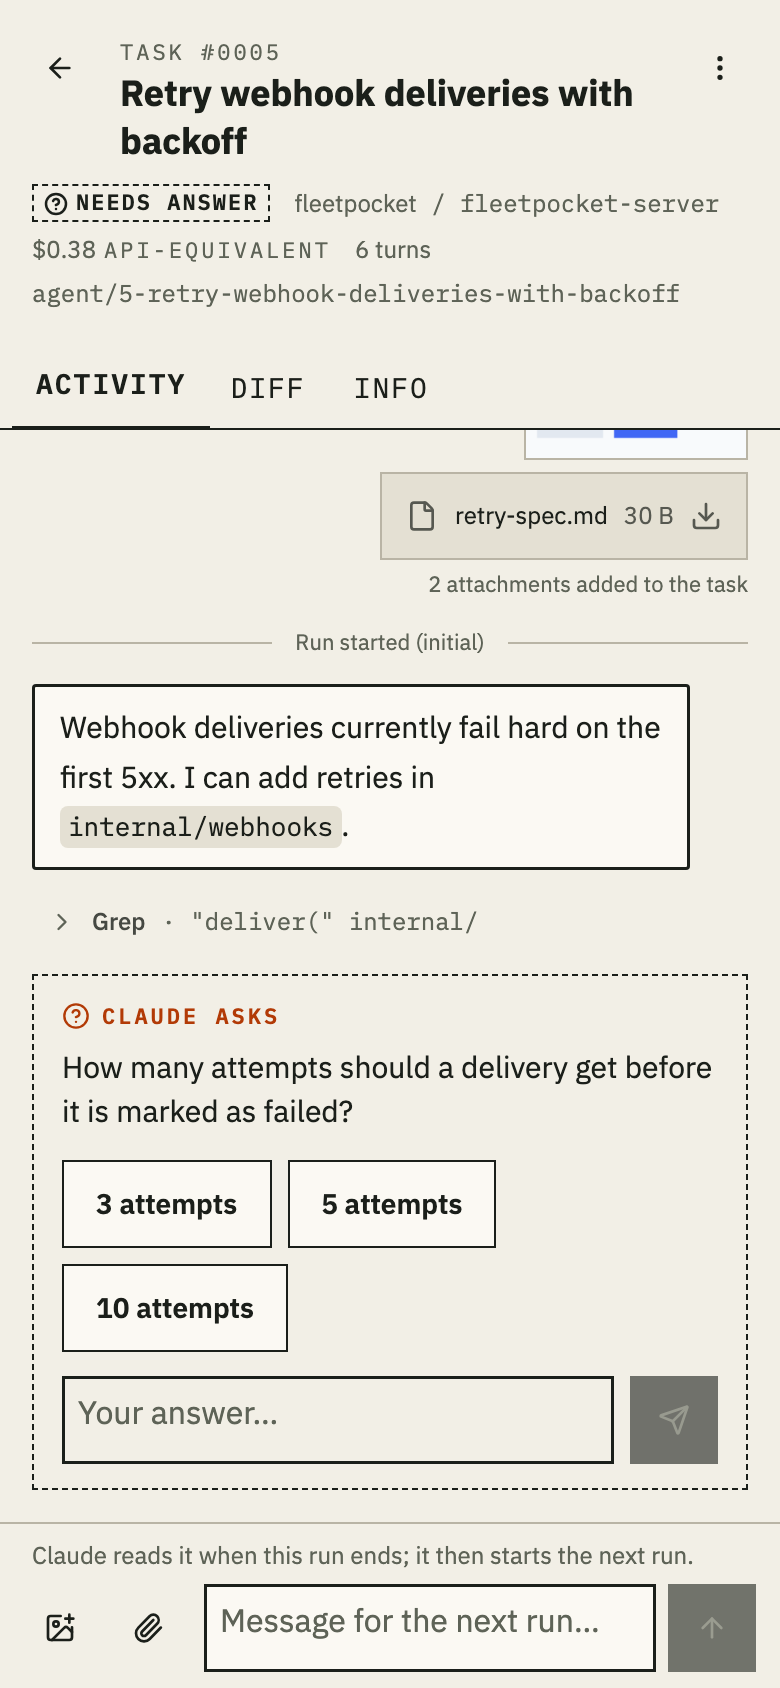 TASK #0005
Retry webhook deliveries with
backoff
NEEDS ANSWER fleetpocket / fleetpocket-server
$0.38 API-EQUIVALENT 6 turns
agent/5-retry-webhook-deliveries-with-backoff
ACTIVITY DIFF INFO
retry-spec.md 30 B
2 attachments added to the task
Run started (initial)
Webhook deliveries currently fail hard on the
first 5xx. I can add retries in
internal/webhooks.
Grep · "deliver(" internal/
CLAUDE ASKS
How many attempts should a delivery get before
it is marked as failed?
3 attempts 5 attempts
10 attempts
Your answer...
Claude reads it when this run ends; it then starts the next run.
Message for the next run...